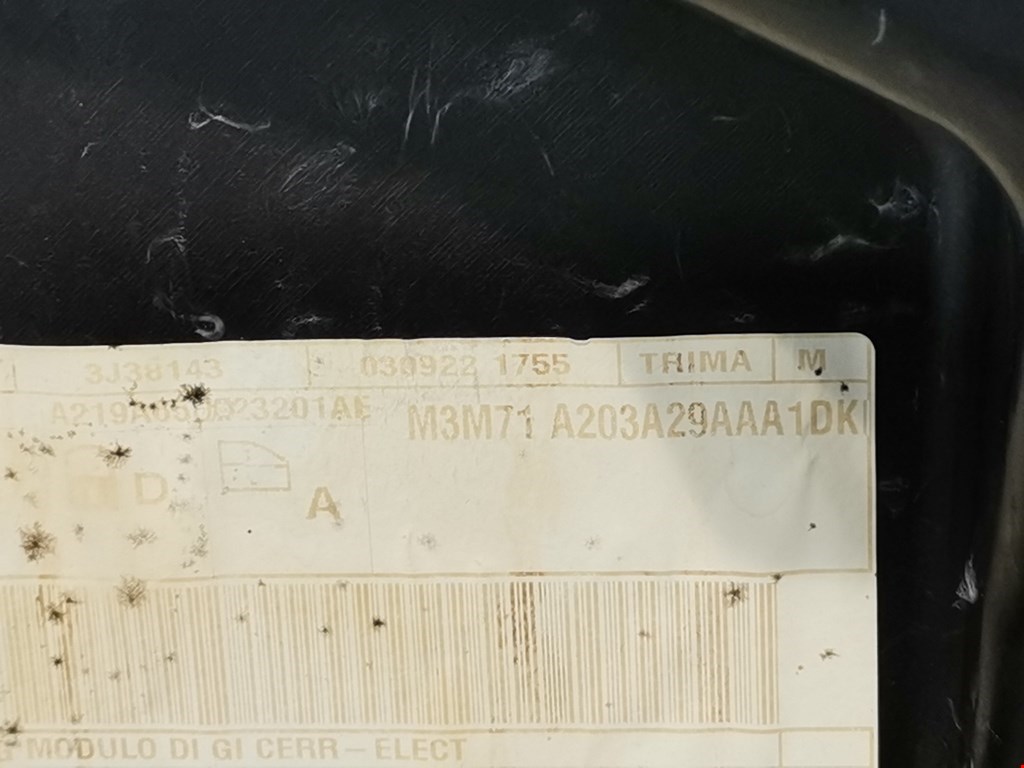 3J38143 030922 1755 TRIMA M
M3M71 A203A29AAA1DK
D
A
MODULO DI GI CERR-ELECT